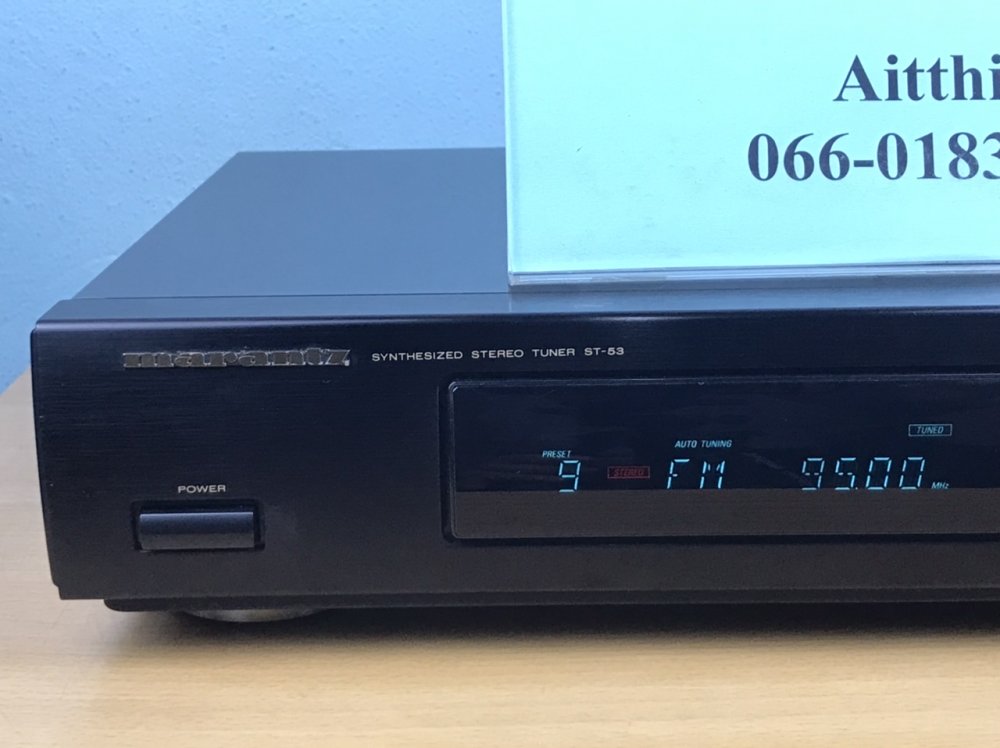 Aitthi
066-0183
marantz SYNTHESIZED STEREO TUNER ST-53
TUNED
AUTO TUNING
PRESET
9 STEREO FM 95.00 MHz
POWER